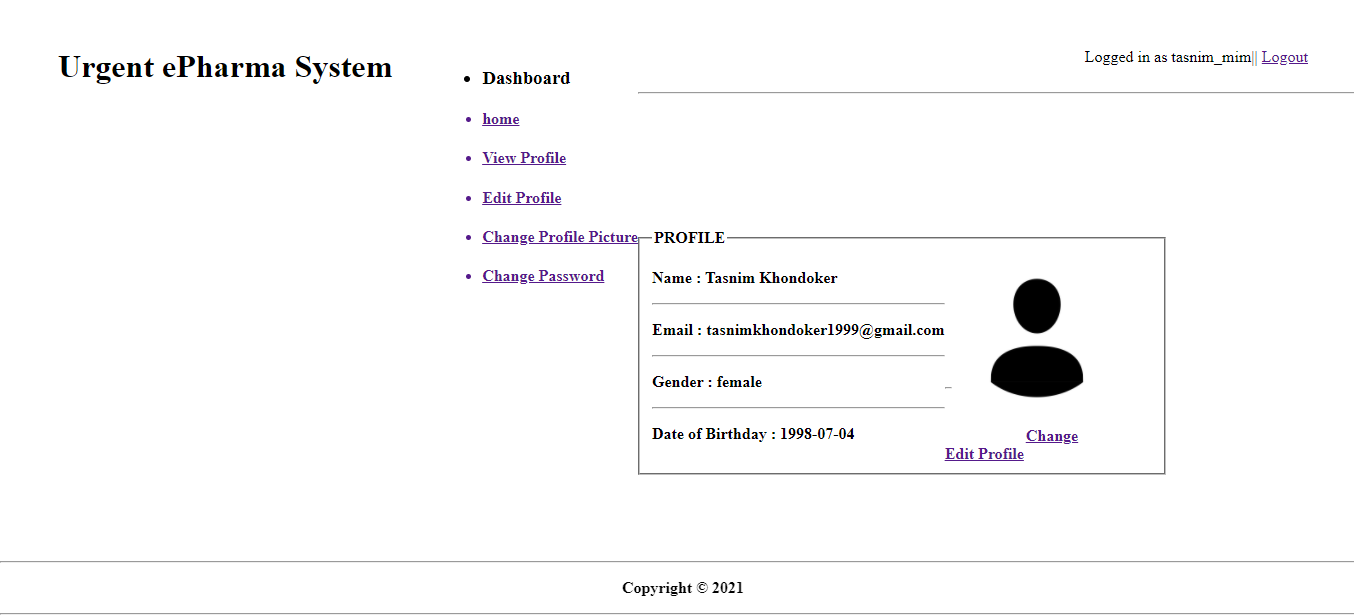 Urgent ePharma System
Logged in as tasnim_mim|| Logout
Dashboard
home
View Profile
Edit Profile
Change Profile Picture
Change Password
PROFILE
Name : Tasnim Khondoker
Email : tasnimkhondoker1999@gmail.com
Gender : female
Date of Birthday : 1998-07-04
Change
Edit Profile
Copyright © 2021